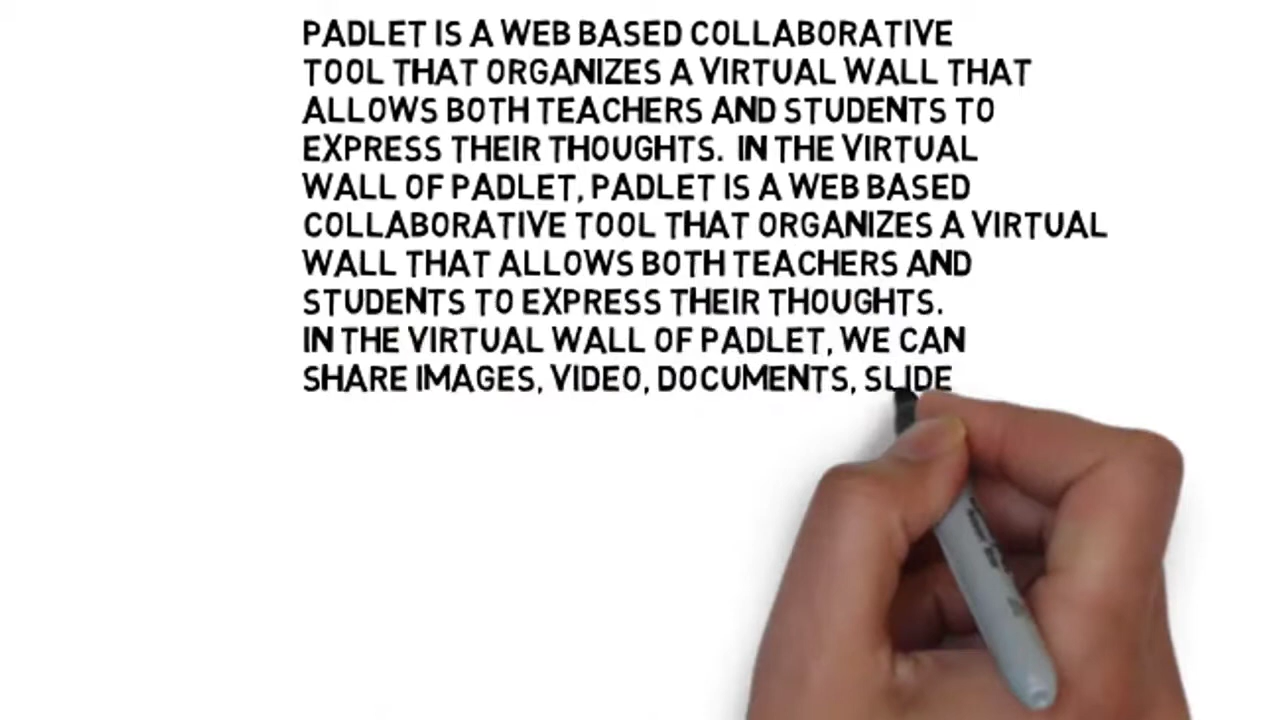 PADLET IS A WEB BASED COLLABORATIVE
TOOL THAT ORGANIZES A VIRTUAL WALL THAT
ALLOWS BOTH TEACHERS AND STUDENTS TO
EXPRESS THEIR THOUGHTS. IN THE VIRTUAL
WALL OF PADLET, PADLET IS A WEB BASED
COLLABORATIVE TOOL THAT ORGANIZES A VIRTUAL
WALL THAT ALLOWS BOTH TEACHERS AND
STUDENTS TO EXPRESS THEIR THOUGHTS.
IN THE VIRTUAL WALL OF PADLET, WE CAN
SHARE IMAGES, VIDEO, DOCUMENTS, SLIDE